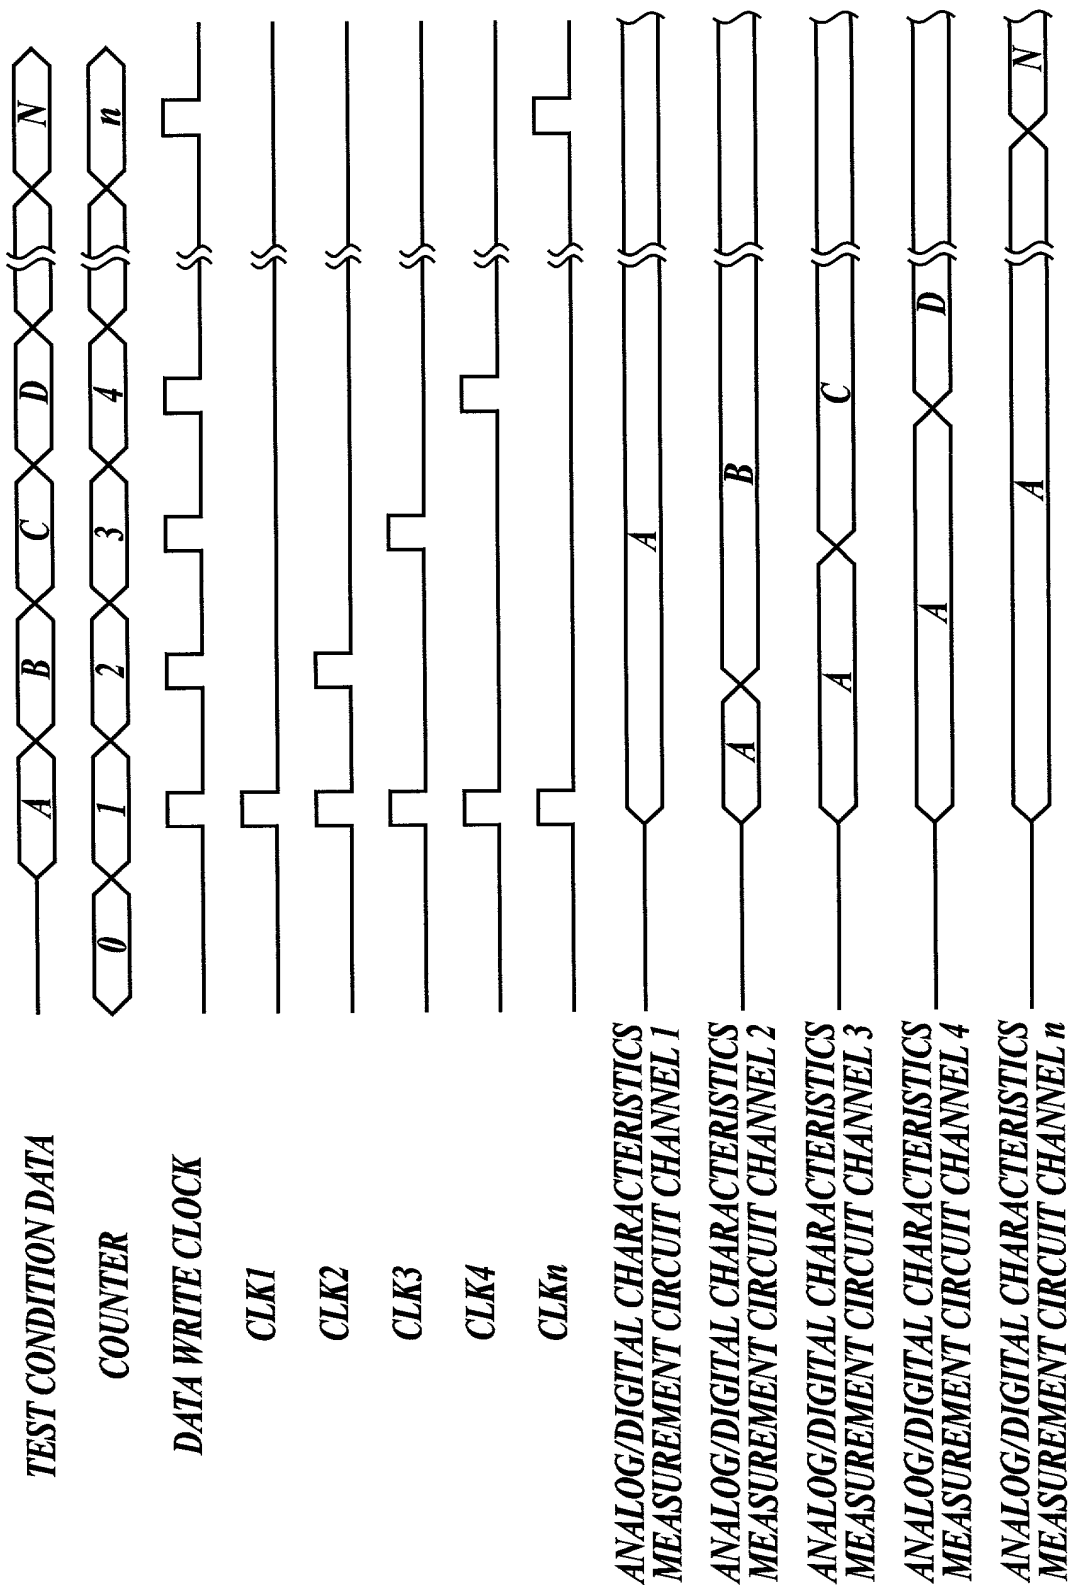 TEST CONDITION DATA
A B C D N
COUNTER
0 1 2 3 4 n
DATA WRITE CLOCK
CLK1
CLK2
CLK3
CLK4
CLKn
ANALOG/DIGITAL CHARACTERISTICS
MEASUREMENT CIRCUIT CHANNEL 1
A
ANALOG/DIGITAL CHARACTERISTICS
MEASUREMENT CIRCUIT CHANNEL 2
A B
ANALOG/DIGITAL CHARACTERISTICS
MEASUREMENT CIRCUIT CHANNEL 3
A C
ANALOG/DIGITAL CHARACTERISTICS
MEASUREMENT CIRCUIT CHANNEL 4
A D
ANALOG/DIGITAL CHARACTERISTICS
MEASUREMENT CIRCUIT CHANNEL n
A N